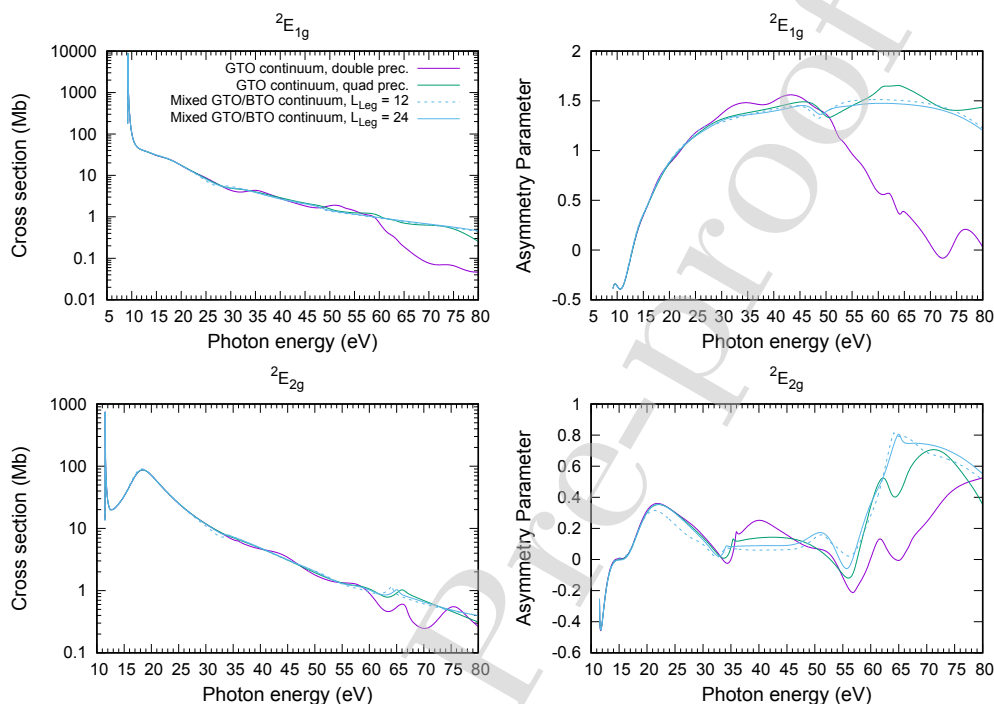 ²E₁g
10000
1000
100
10
1
0.1
0.01
Cross section (Mb)
GTO continuum, double prec.
GTO continuum, quad prec.
Mixed GTO/BTO continuum, L_Leg = 12
Mixed GTO/BTO continuum, L_Leg = 24
5 10 15 20 25 30 35 40 45 50 55 60 65 70 75 80
Photon energy (eV)
²E₁g
2
1.5
1
0.5
0
-0.5
Asymmetry Parameter
5 10 15 20 25 30 35 40 45 50 55 60 65 70 75 80
Photon energy (eV)
²E₂g
1000
100
10
1
0.1
Cross section (Mb)
10 15 20 25 30 35 40 45 50 55 60 65 70 75 80
Photon energy (eV)
²E₂g
1
0.8
0.6
0.4
0.2
0
-0.2
-0.4
-0.6
Asymmetry Parameter
10 15 20 25 30 35 40 45 50 55 60 65 70 75 80
Photon energy (eV)
Pre-proof